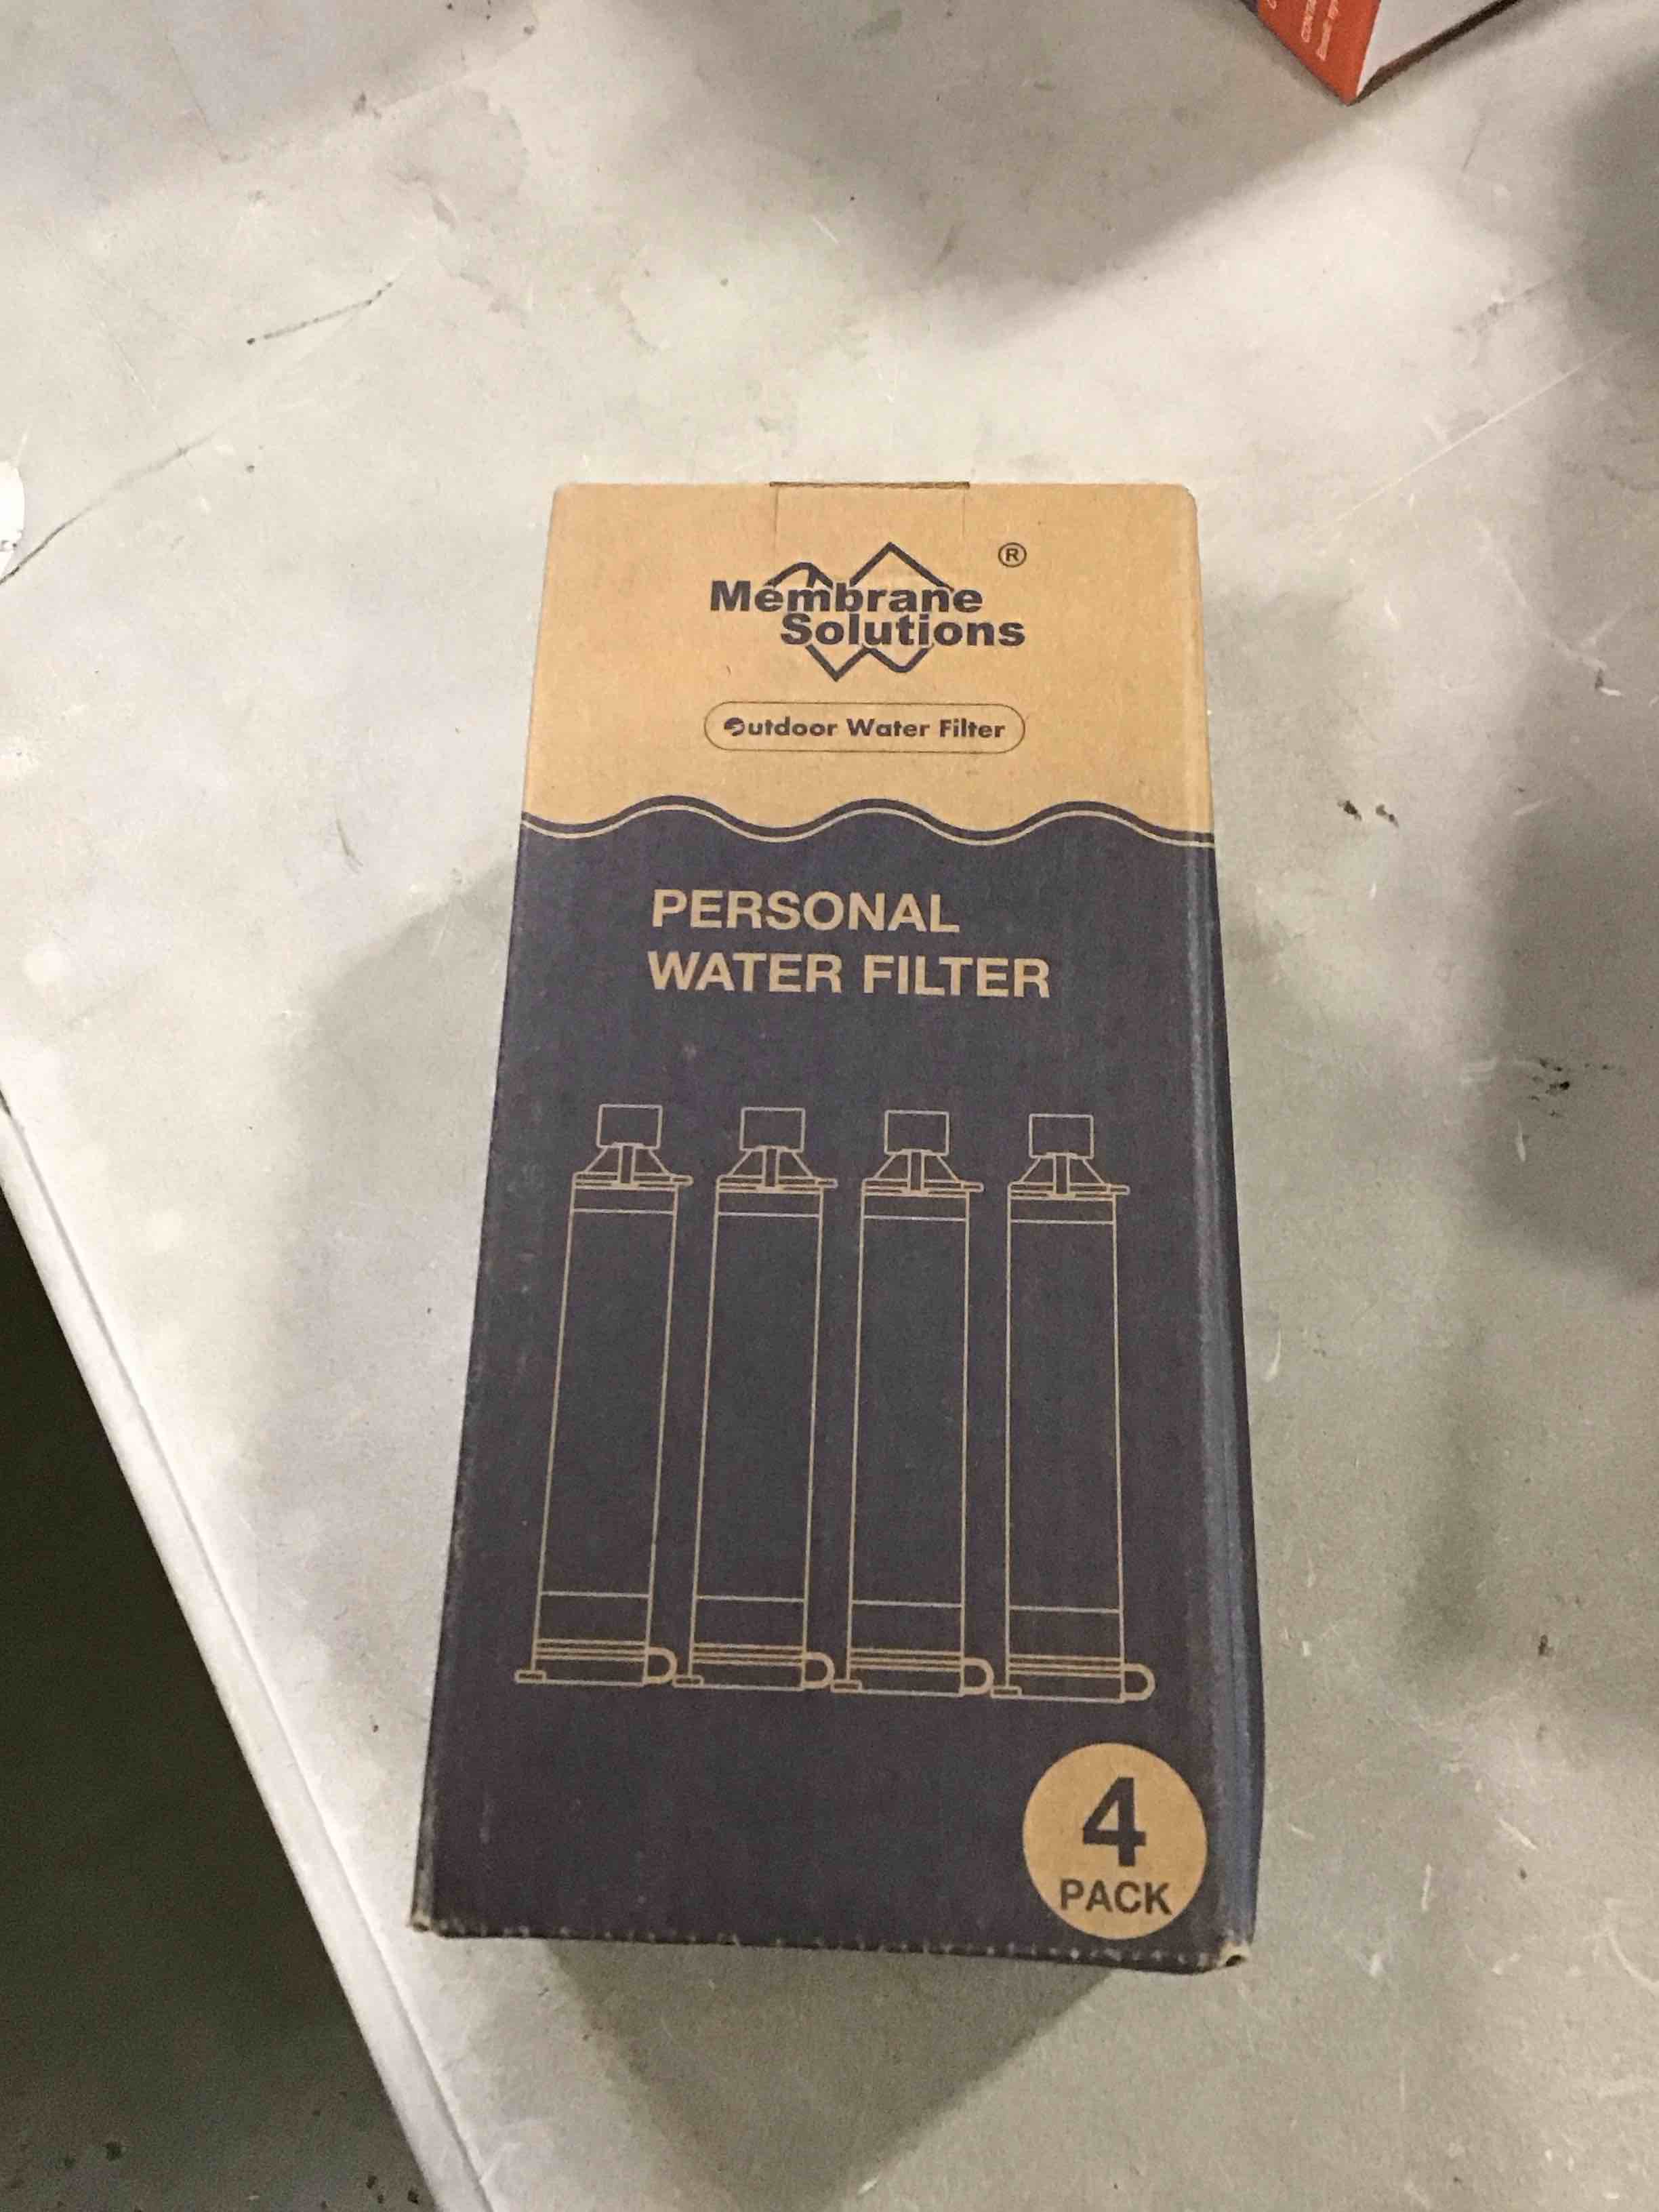 ®
Membrane
Solutions
Outdoor Water Filter
PERSONAL
WATER FILTER
4
PACK